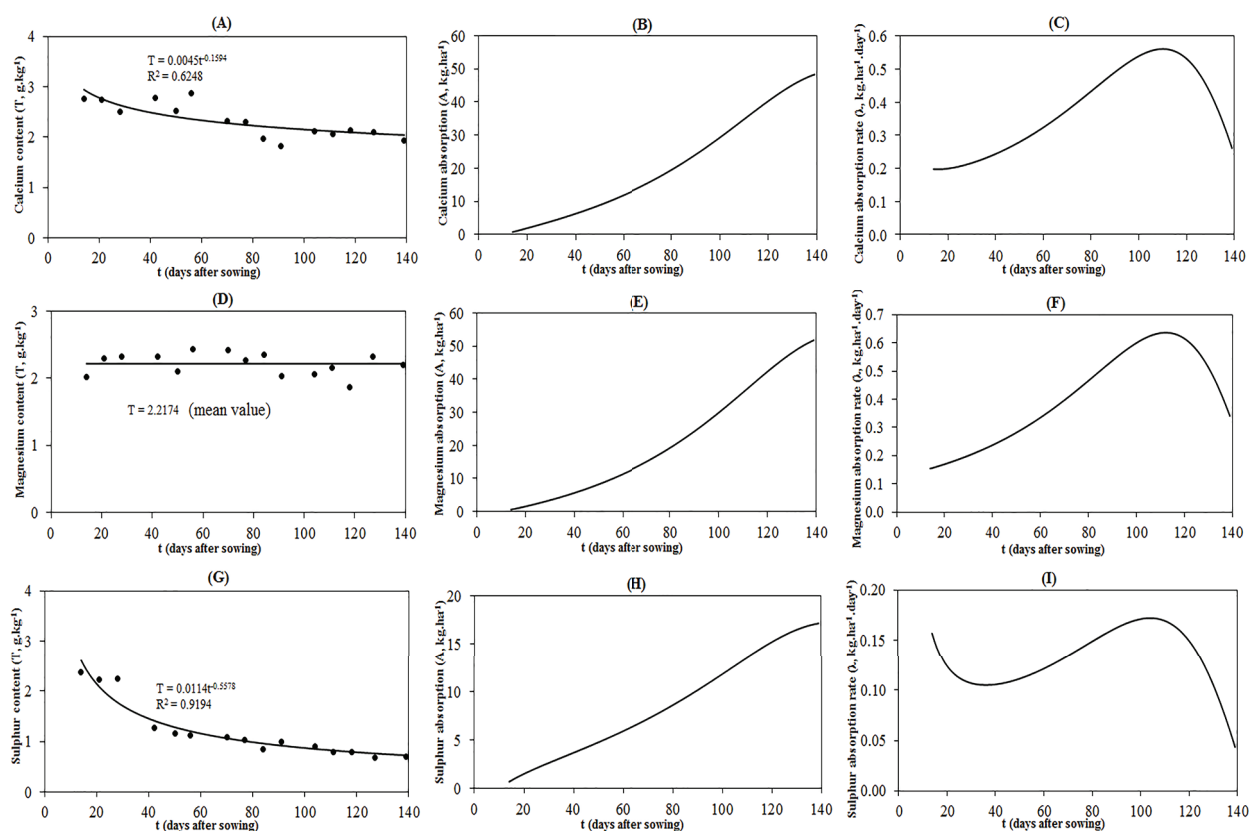 (A)
Calcium content (T, g.kg-1)
4
3
2
1
0
T = 0.0045t-0.1594
R2 = 0.6248
0 20 40 60 80 100 120 140
t (days after sowing)
(B)
Calcium absorption (A, kg.ha-1)
60
50
40
30
20
10
0
0 20 40 60 80 100 120 140
t (days after sowing)
(C)
Calcium absorption rate (λ, kg.ha-1.day-1)
0.6
0.5
0.4
0.3
0.2
0.1
0.0
0 20 40 60 80 100 120 140
t (days after sowing)
(D)
Magnesium content (T, g.kg-1)
3
2
1
0
T = 2.2174 (mean value)
0 20 40 60 80 100 120 140
t (days after sowing)
(E)
Magnesium absorption (A, kg.ha-1)
60
50
40
30
20
10
0
0 20 40 60 80 100 120 140
t (days after sowing)
(F)
Magnesium absorption rate (λ, kg.ha-1.day-1)
0.7
0.6
0.5
0.4
0.3
0.2
0.1
0.0
0 20 40 60 80 100 120 140
t (days after sowing)
(G)
Sulphur content (T, g.kg-1)
4
3
2
1
0
T = 0.0114t-0.5578
R2 = 0.9194
0 20 40 60 80 100 120 140
t (days after sowing)
(H)
Sulphur absorption (A, kg.ha-1)
20
15
10
5
0
0 20 40 60 80 100 120 140
t (days after sowing)
(I)
Sulphur absorption rate (λ, kg.ha-1.day-1)
0.20
0.15
0.10
0.05
0.00
0 20 40 60 80 100 120 140
t (days after sowing)